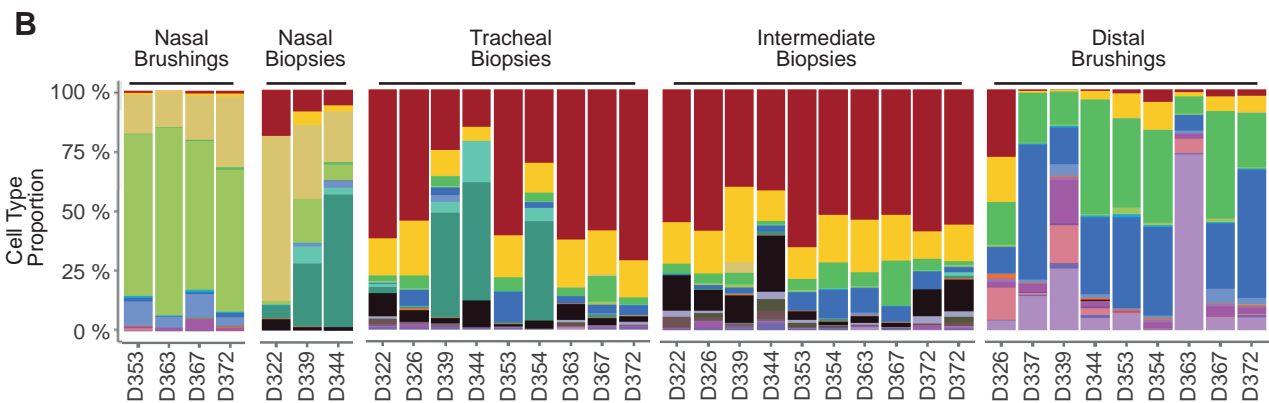 B
Nasal
Brushings
Nasal
Biopsies
Tracheal
Biopsies
Intermediate
Biopsies
Distal
Brushings
Cell Type
Proportion
100 %
75 %
50 %
25 %
0 %
D353
D363
D367
D372
D322
D339
D344
D322
D326
D339
D344
D353
D354
D363
D367
D372
D322
D326
D339
D344
D353
D354
D363
D367
D372
D372
D326
D337
D339
D344
D353
D354
D363
D367
D372